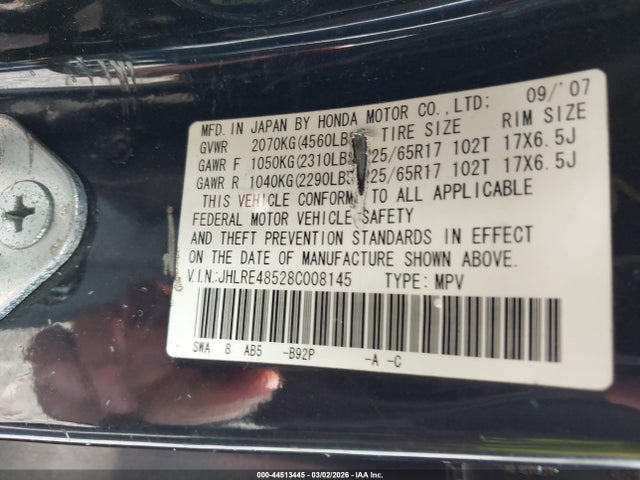 MFD. IN JAPAN BY HONDA MOTOR CO., LTD: 09/'07
GVWR 2070KG(4560LB TIRE SIZE RIM SIZE
GAWR F 1050KG(2310LB 25/65R17 102T 17X6.5J
GAWR R 1040KG(2290LB 25/65R17 102T 17X6.5J
THIS VEHICLE CONFORM TO ALL APPLICABLE
FEDERAL MOTOR VEHICLE SAFETY
AND THEFT PREVENTION STANDARDS IN EFFECT
ON THE DATE OF MANUFACTURE SHOWN ABOVE.
V.I.N:JHLRE48528C008145 TYPE: MPV
SWA 8 AB5 -B92P -A -C
000-44513445 - 03/02/2026 - IAA Inc.